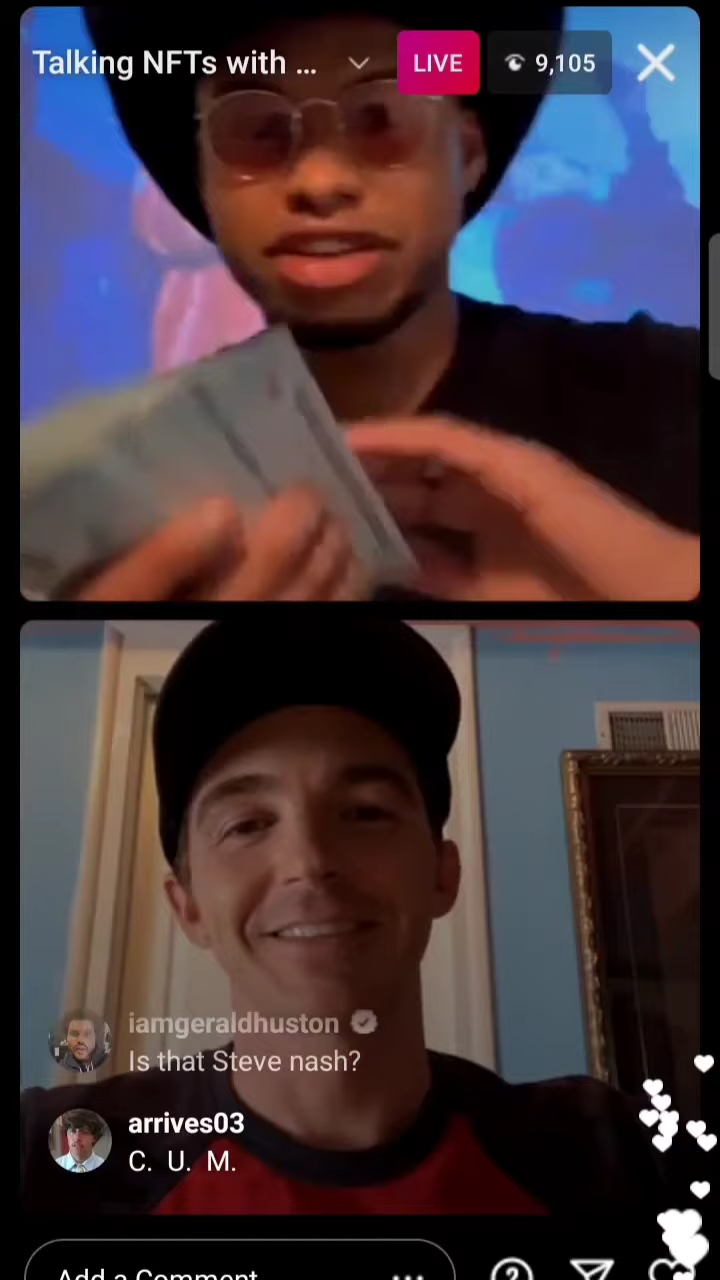 Talking NFTs with ...
LIVE
9,105
iamgeraldhuston
Is that Steve nash?
arrives03
C. U. M.
Add a Comment